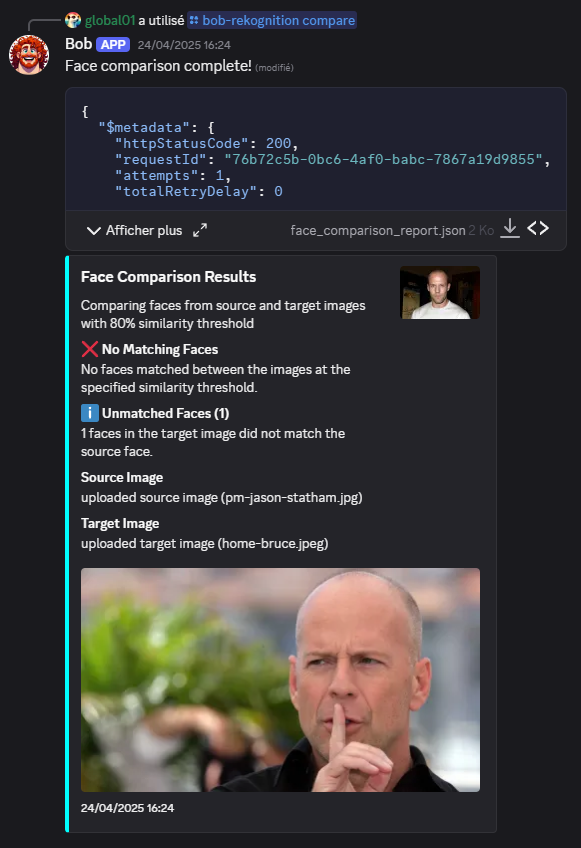 global01 a utilisé bob-rekognition compare
Bob APP 24/04/2025 16:24
Face comparison complete! (modifié)
{
"$metadata": {
"httpStatusCode": 200,
"requestId": "76b72c5b-0bc6-4af0-babc-7867a19d9855",
"attempts": 1,
"totalRetryDelay": 0
Afficher plus face_comparison_report.json 2 Ko
Face Comparison Results
Comparing faces from source and target images
with 80% similarity threshold
❌ No Matching Faces
No faces matched between the images at the
specified similarity threshold.
ℹ️ Unmatched Faces (1)
1 faces in the target image did not match the
source face.
Source Image
uploaded source image (pm-jason-statham.jpg)
Target Image
uploaded target image (home-bruce.jpeg)
24/04/2025 16:24